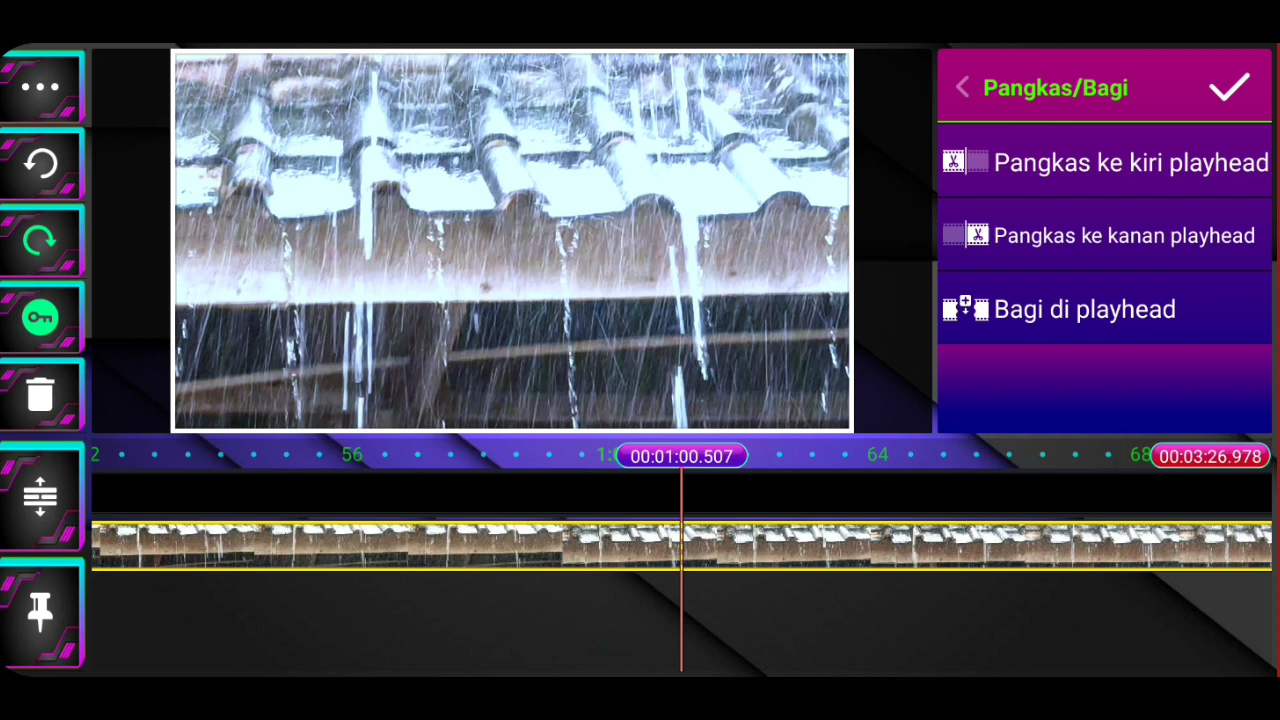 Pangkas/Bagi
Pangkas ke kiri playhead
Pangkas ke kanan playhead
Bagi di playhead
2 56 00:01:00.507 64 68 00:03:26.978